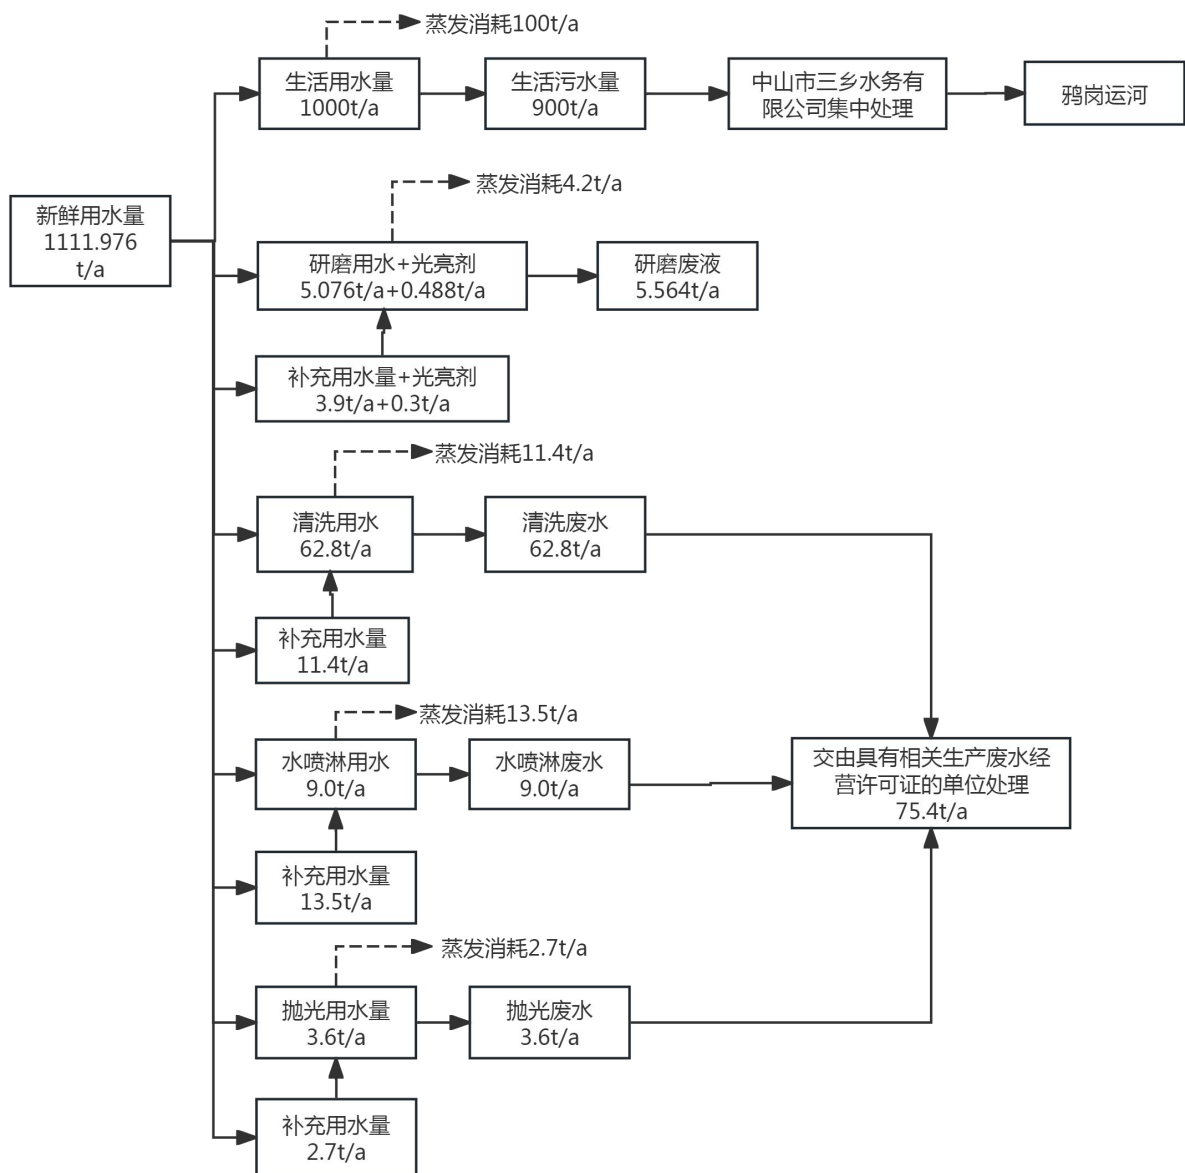 蒸发消耗100t/a
生活用水量
1000t/a
生活污水量
900t/a
中山市三乡水务有
限公司集中处理
鸦岗运河
新鲜用水量
1111.976
t/a
蒸发消耗4.2t/a
研磨用水+光亮剂
5.076t/a+0.488t/a
研磨废液
5.564t/a
补充用水量+光亮剂
3.9t/a+0.3t/a
蒸发消耗11.4t/a
清洗用水
62.8t/a
清洗废水
62.8t/a
补充用水量
11.4t/a
蒸发消耗13.5t/a
水喷淋用水
9.0t/a
水喷淋废水
9.0t/a
交由具有相关生产废水经
营许可证的单位处理
75.4t/a
补充用水量
13.5t/a
蒸发消耗2.7t/a
抛光用水量
3.6t/a
抛光废水
3.6t/a
补充用水量
2.7t/a